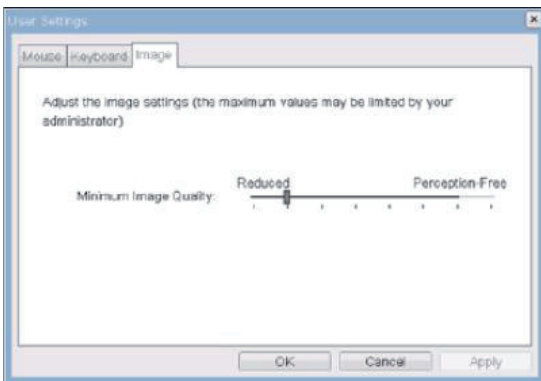 User Settings
Mouse Keyboard Image
Adjust the image settings (the maximum values may be limited by your
administrator)
Reduced Perception-Free
Minimum Image Quality:
OK Cancel Apply